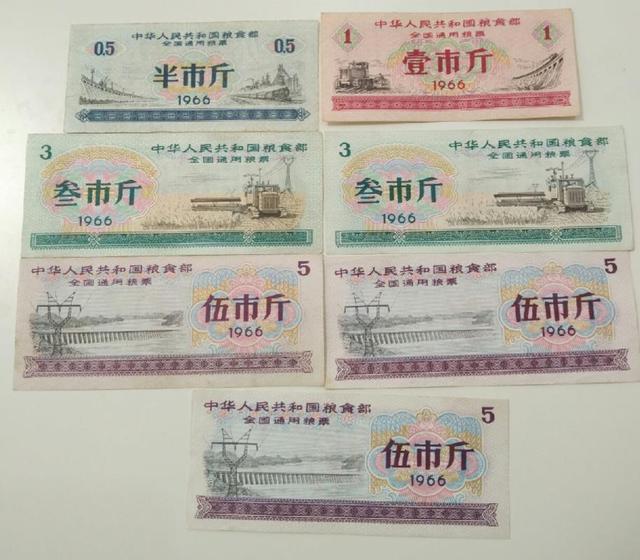 中华人民共和国粮食部
全国通用粮票
0.5 0.5
半市斤
1966
中华人民共和国粮食部
全国通用粮票
1 1
壹市斤
1966
3 中华人民共和国粮食部
全国通用粮票
叁市斤
1966
3 中华人民共和国粮食部
全国通用粮票
叁市斤
1966
中华人民共和国粮食部 5
全国通用粮票
伍市斤
1966
中华人民共和国粮食部 5
全国通用粮票
伍市斤
1966
中华人民共和国粮食部 5
全国通用粮票
伍市斤
1966